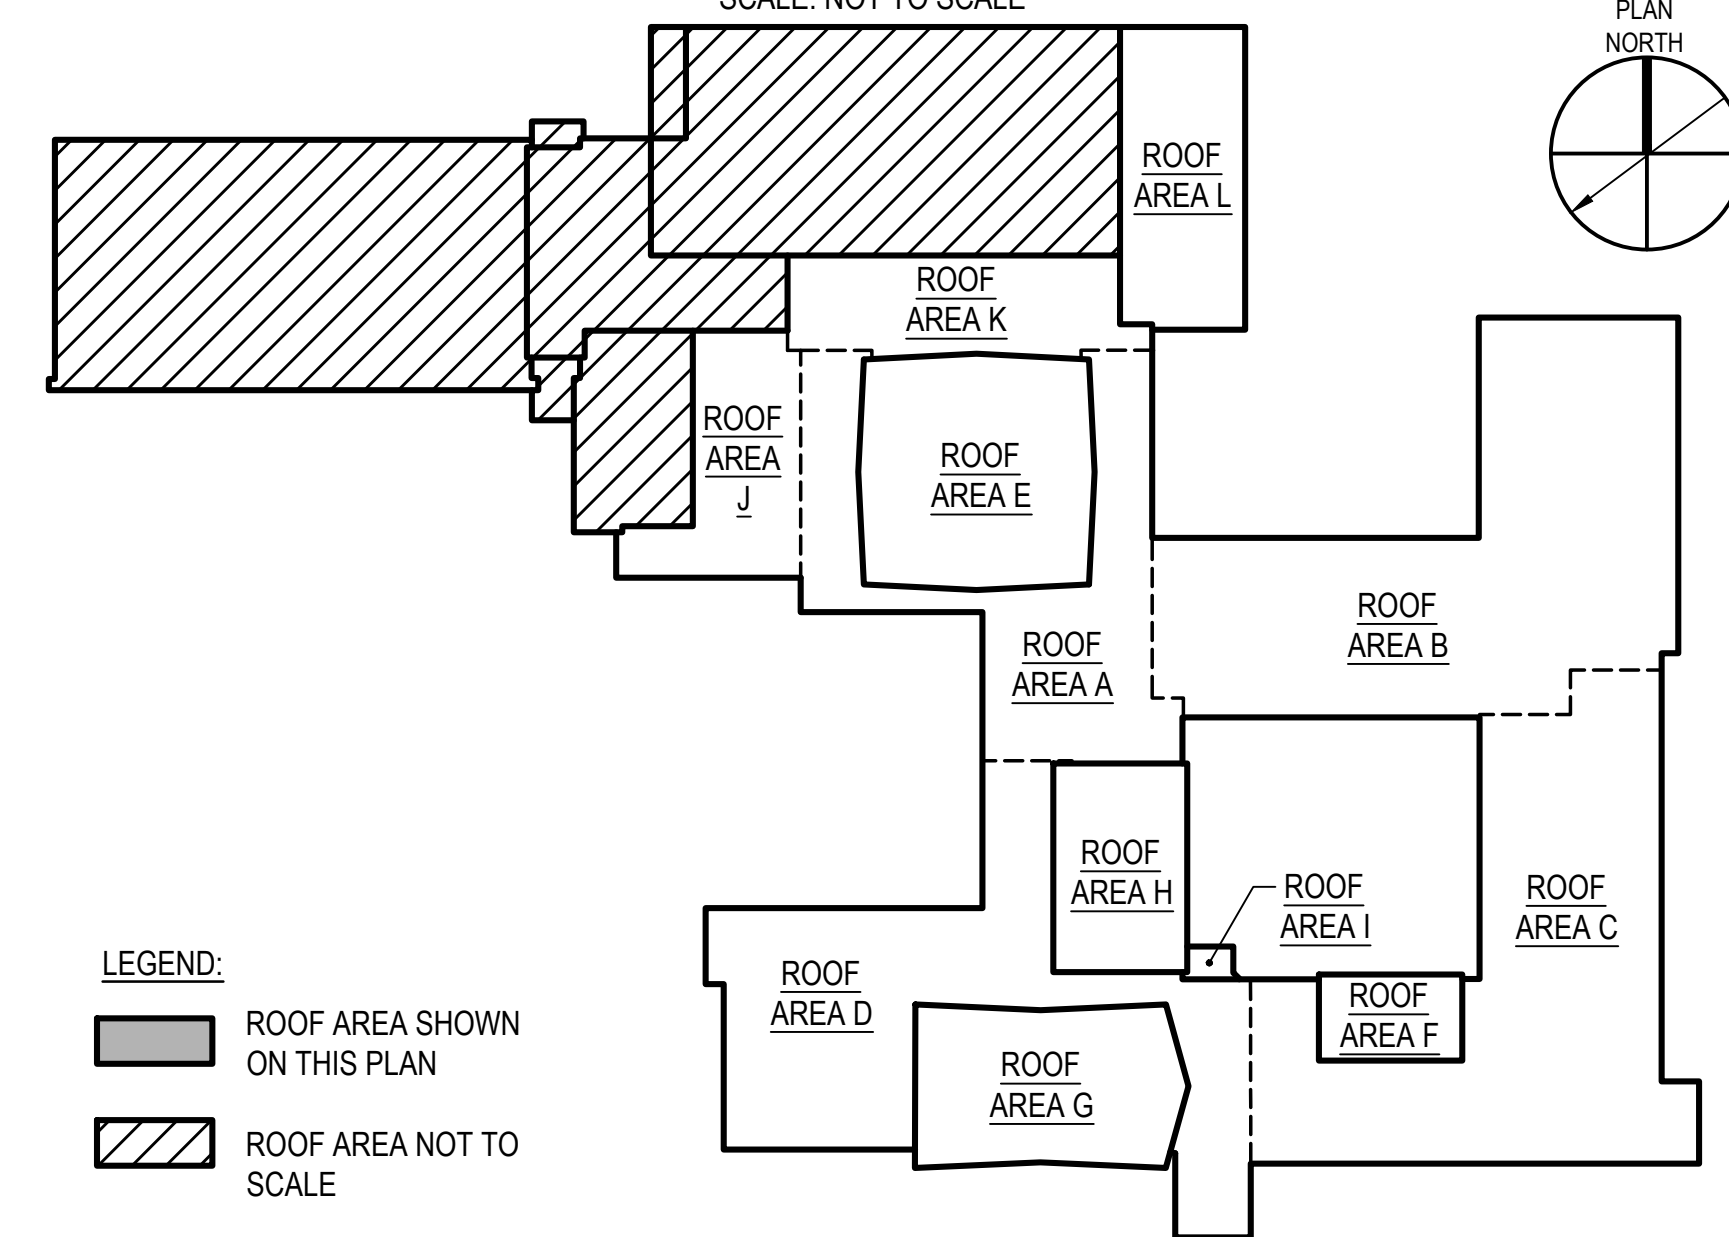 SCALE: NOT TO SCALE
PLAN
NORTH
ROOF
AREA L
ROOF
AREA K
ROOF
AREA
J
ROOF
AREA E
ROOF
AREA B
ROOF
AREA A
ROOF
AREA H
ROOF
AREA I
ROOF
AREA C
ROOF
AREA D
ROOF
AREA F
ROOF
AREA G
LEGEND:
ROOF AREA SHOWN
ON THIS PLAN
ROOF AREA NOT TO
SCALE